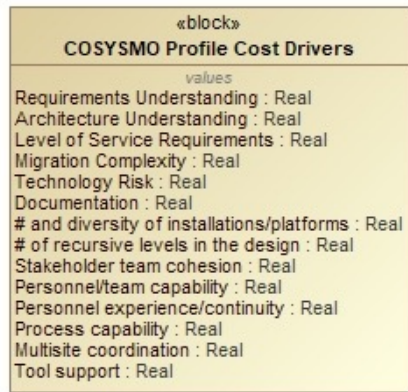 «block»
COSYSMO Profile Cost Drivers
values
Requirements Understanding : Real
Architecture Understanding : Real
Level of Service Requirements : Real
Migration Complexity : Real
Technology Risk : Real
Documentation : Real
# and diversity of installations/platforms : Real
# of recursive levels in the design : Real
Stakeholder team cohesion : Real
Personnel/team capability : Real
Personnel experience/continuity : Real
Process capability : Real
Multisite coordination : Real
Tool support : Real